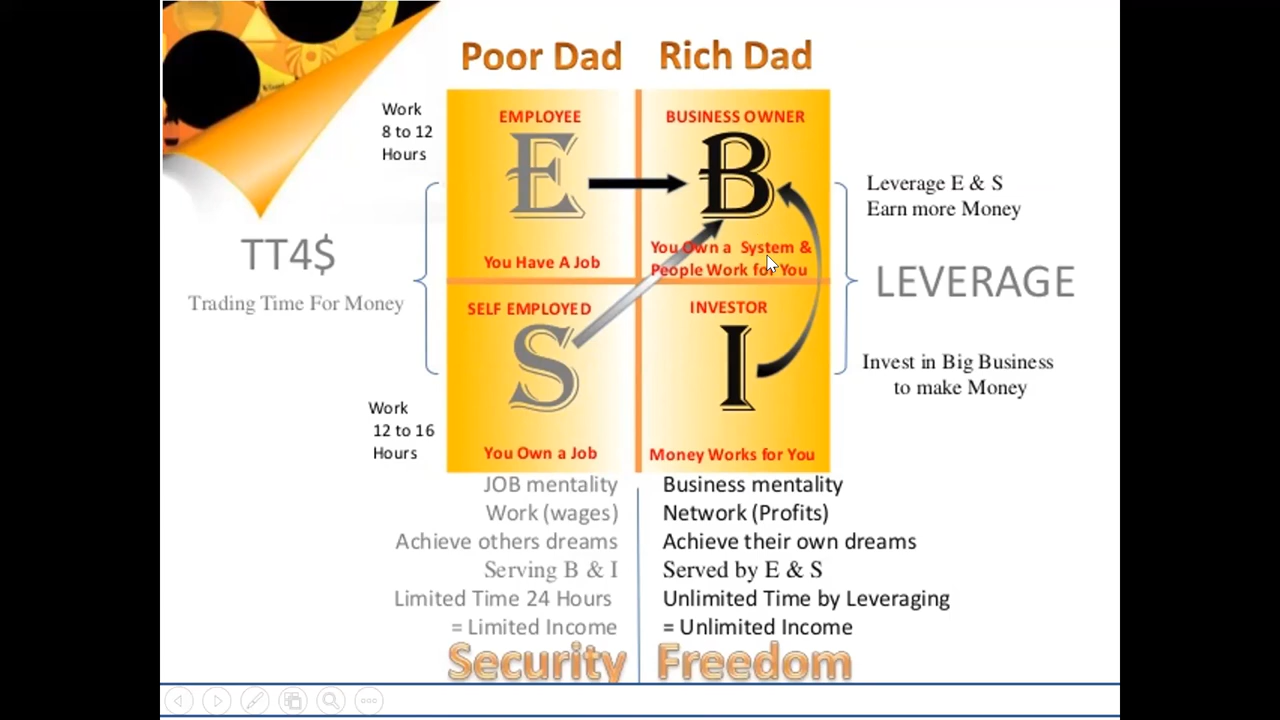 Poor Dad
Rich Dad
Work
8 to 12
Hours
EMPLOYEE
E
You Have A Job
BUSINESS OWNER
B
You Own a System &
People Work for You
Leverage E & S
Earn more Money
TT4$
Trading Time For Money
LEVERAGE
SELF EMPLOYED
S
You Own a Job
INVESTOR
I
Money Works for You
Work
12 to 16
Hours
Invest in Big Business
to make Money
JOB mentality
Work (wages)
Achieve others dreams
Serving B & I
Limited Time 24 Hours
= Limited Income
Security
Business mentality
Network (Profits)
Achieve their own dreams
Served by E & S
Unlimited Time by Leveraging
= Unlimited Income
Freedom